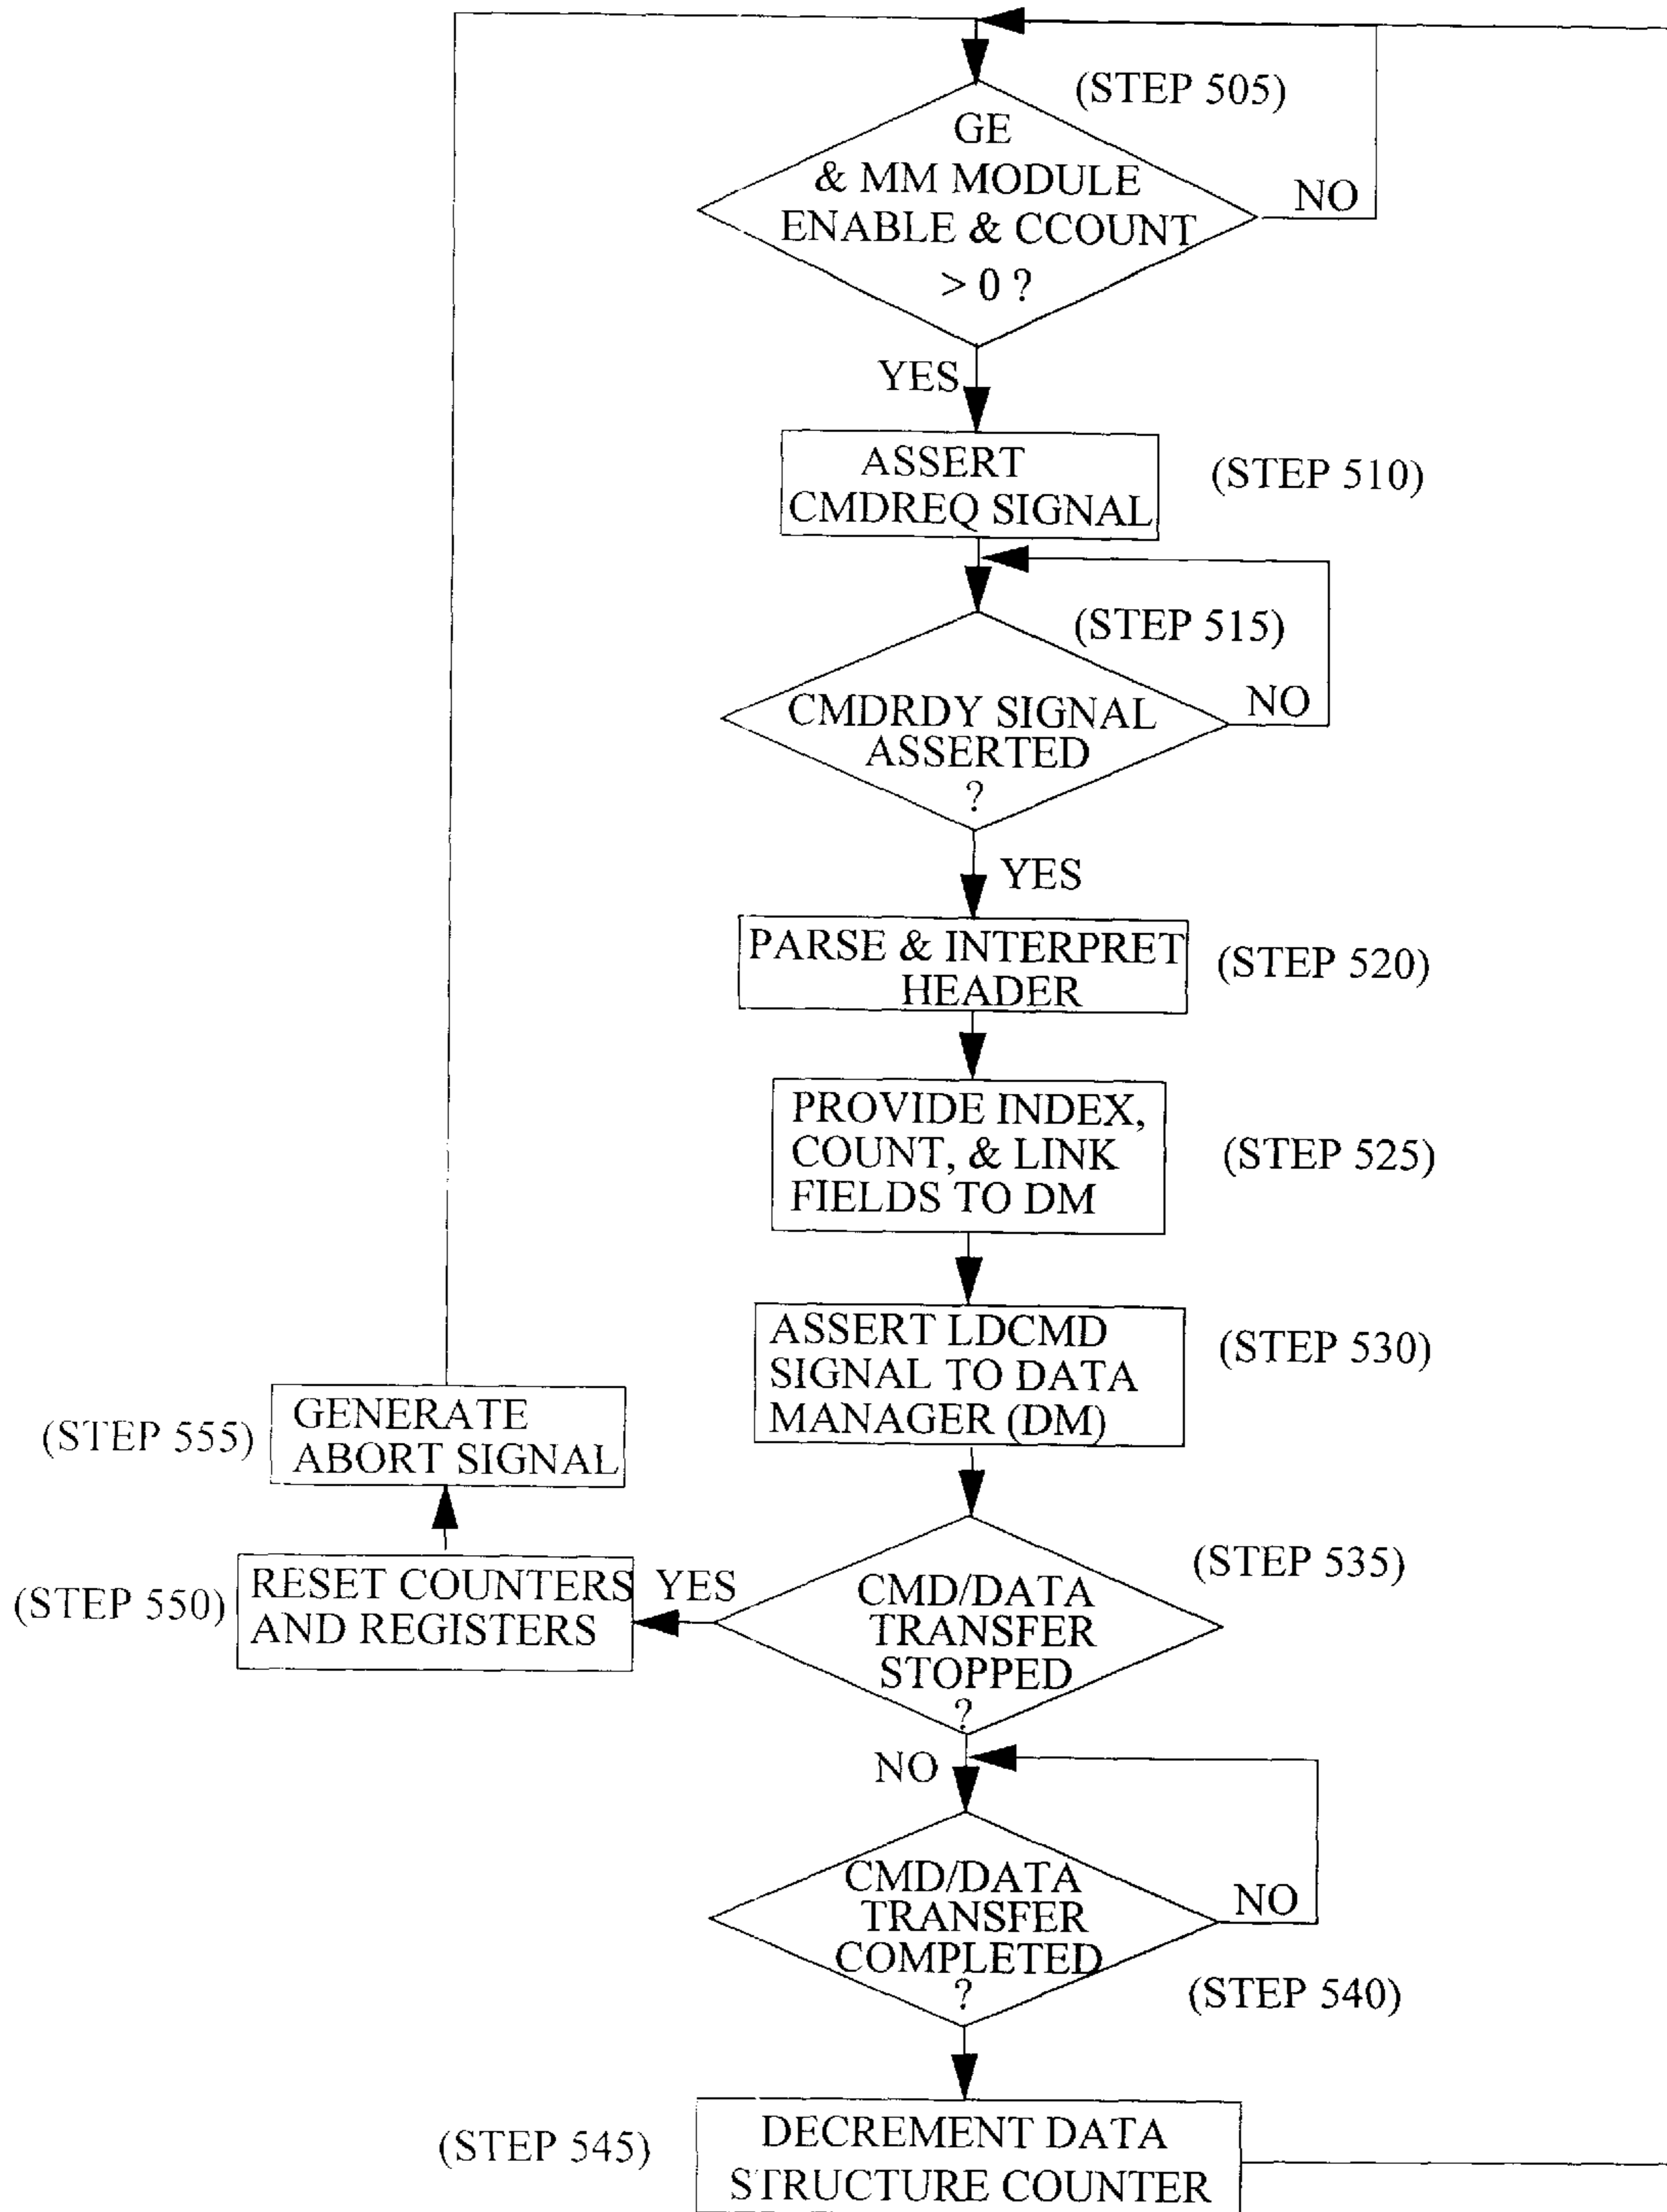 (STEP 505)
GE
& MM MODULE
ENABLE & CCOUNT
> 0 ?
NO
YES
ASSERT
CMDREQ SIGNAL
(STEP 510)
(STEP 515)
CMDRDY SIGNAL
ASSERTED
?
NO
YES
PARSE & INTERPRET
HEADER
(STEP 520)
PROVIDE INDEX,
COUNT, & LINK
FIELDS TO DM
(STEP 525)
ASSERT LDCMD
SIGNAL TO DATA
MANAGER (DM)
(STEP 530)
(STEP 555)
GENERATE
ABORT SIGNAL
(STEP 535)
(STEP 550)
RESET COUNTERS
AND REGISTERS
YES
CMD/DATA
TRANSFER
STOPPED
?
NO
CMD/DATA
TRANSFER
COMPLETED
?
NO
(STEP 540)
(STEP 545)
DECREMENT DATA
STRUCTURE COUNTER